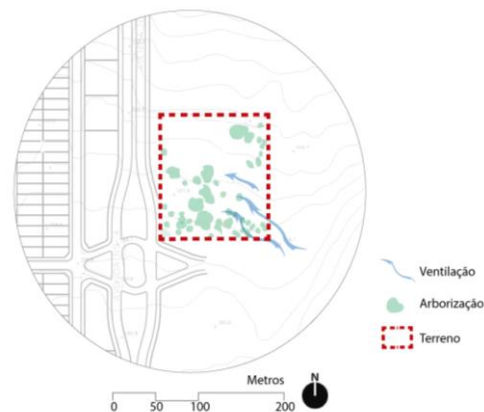 Ventilação
Arborização
Terreno
Metros
N
0 50 100 200